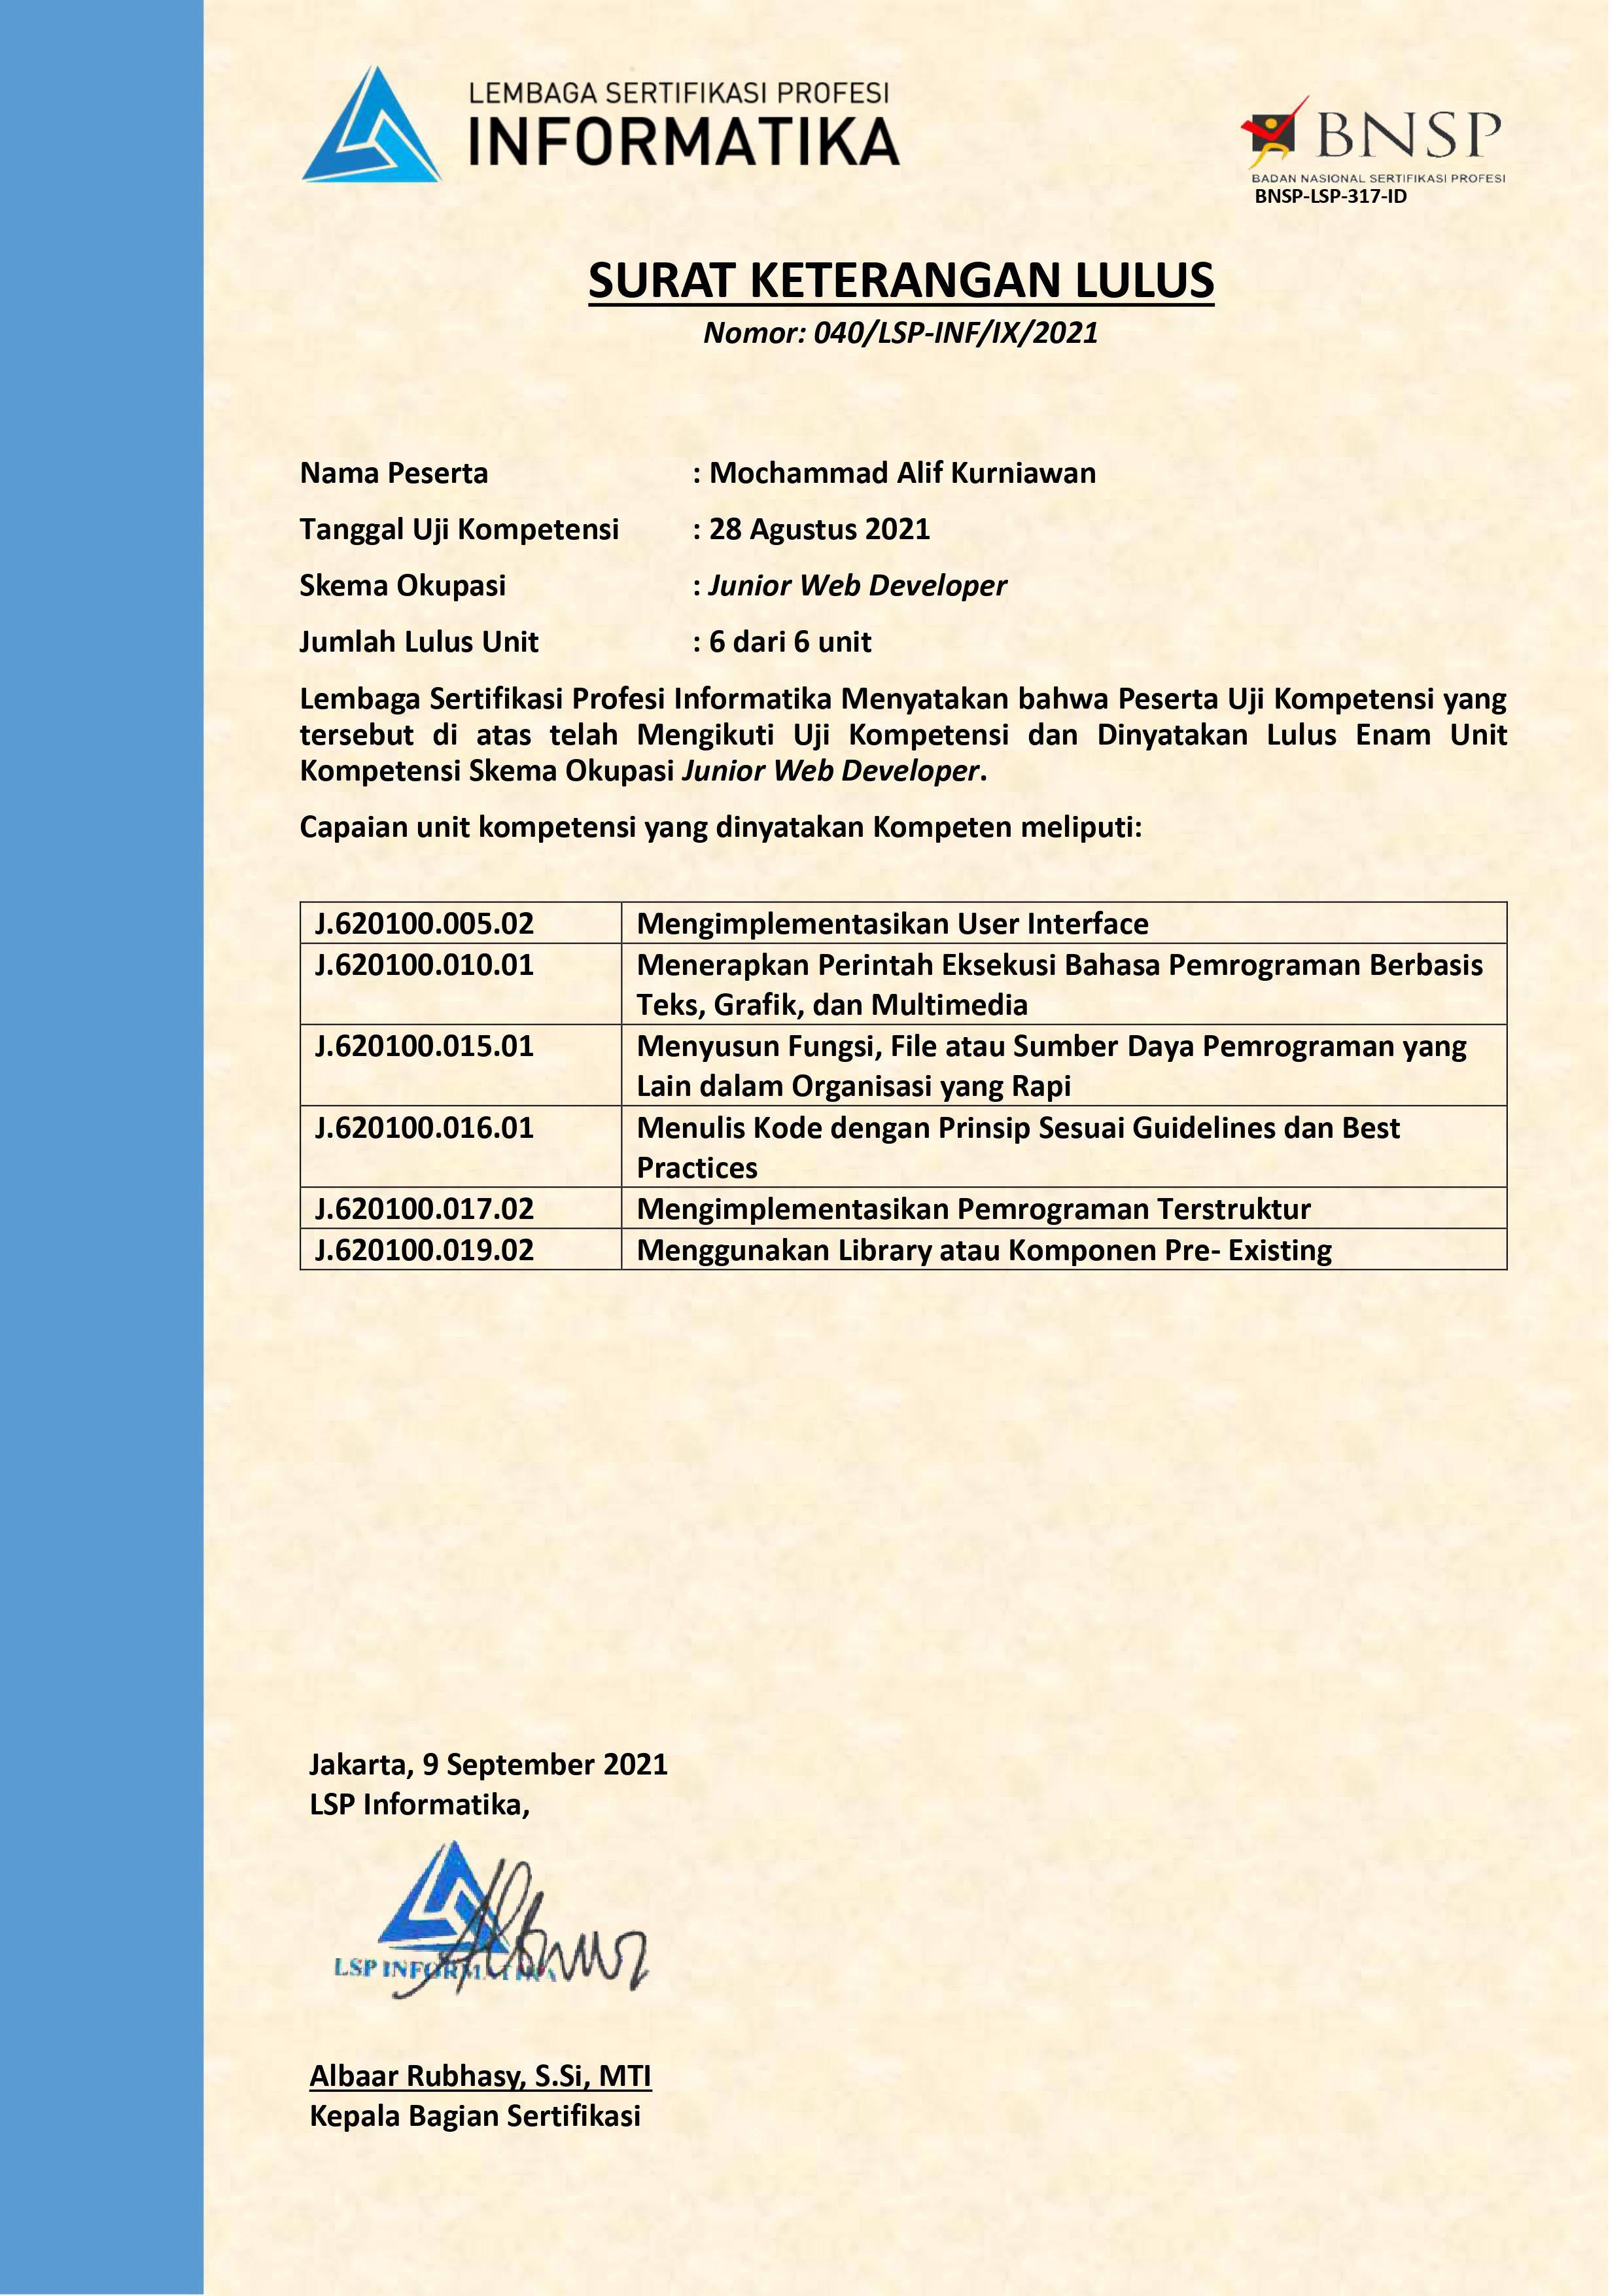 LEMBAGA SERTIFIKASI PROFESI
INFORMATIKA
BNSP
BADAN NASIONAL SERTIFIKASI PROFESI
BNSP-LSP-317-ID
SURAT KETERANGAN LULUS
Nomor: 040/LSP-INF/IX/2021
Nama Peserta : Mochammad Alif Kurniawan
Tanggal Uji Kompetensi : 28 Agustus 2021
Skema Okupasi : Junior Web Developer
Jumlah Lulus Unit : 6 dari 6 unit
Lembaga Sertifikasi Profesi Informatika Menyatakan bahwa Peserta Uji Kompetensi yang
tersebut di atas telah Mengikuti Uji Kompetensi dan Dinyatakan Lulus Enam Unit
Kompetensi Skema Okupasi Junior Web Developer.
Capaian unit kompetensi yang dinyatakan Kompeten meliputi:
J.620100.005.02 Mengimplementasikan User Interface
J.620100.010.01 Menerapkan Perintah Eksekusi Bahasa Pemrograman Berbasis
Teks, Grafik, dan Multimedia
J.620100.015.01 Menyusun Fungsi, File atau Sumber Daya Pemrograman yang
Lain dalam Organisasi yang Rapi
J.620100.016.01 Menulis Kode dengan Prinsip Sesuai Guidelines dan Best
Practices
J.620100.017.02 Mengimplementasikan Pemrograman Terstruktur
J.620100.019.02 Menggunakan Library atau Komponen Pre- Existing
Jakarta, 9 September 2021
LSP Informatika,
LSP INFORMATIKA
Albaar Rubhasy, S.Si, MTI
Kepala Bagian Sertifikasi